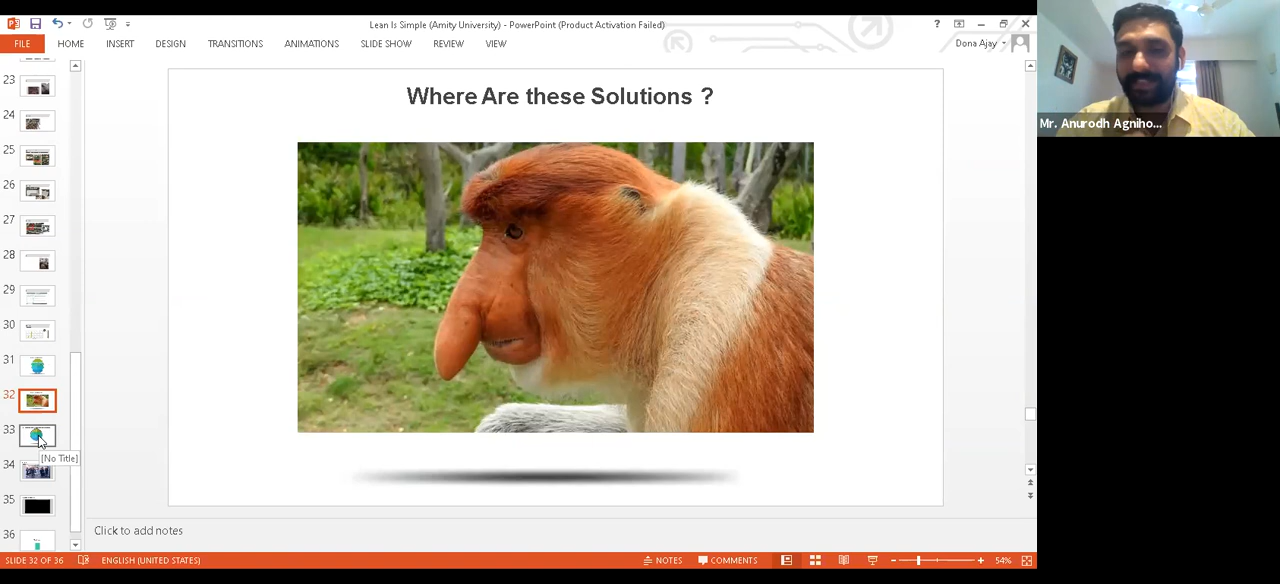 Lean Is Simple (Amity University) - PowerPoint (Product Activation Failed)
FILE HOME INSERT DESIGN TRANSITIONS ANIMATIONS SLIDE SHOW REVIEW VIEW
Dona Ajay
Mr. Anurodh Agniho...
Where Are these Solutions ?
23
24
25
26
27
28
29
30
31
32
33
[No Title]
34
35
36
Click to add notes
SLIDE 32 OF 36 ENGLISH (UNITED STATES) NOTES COMMENTS 54%